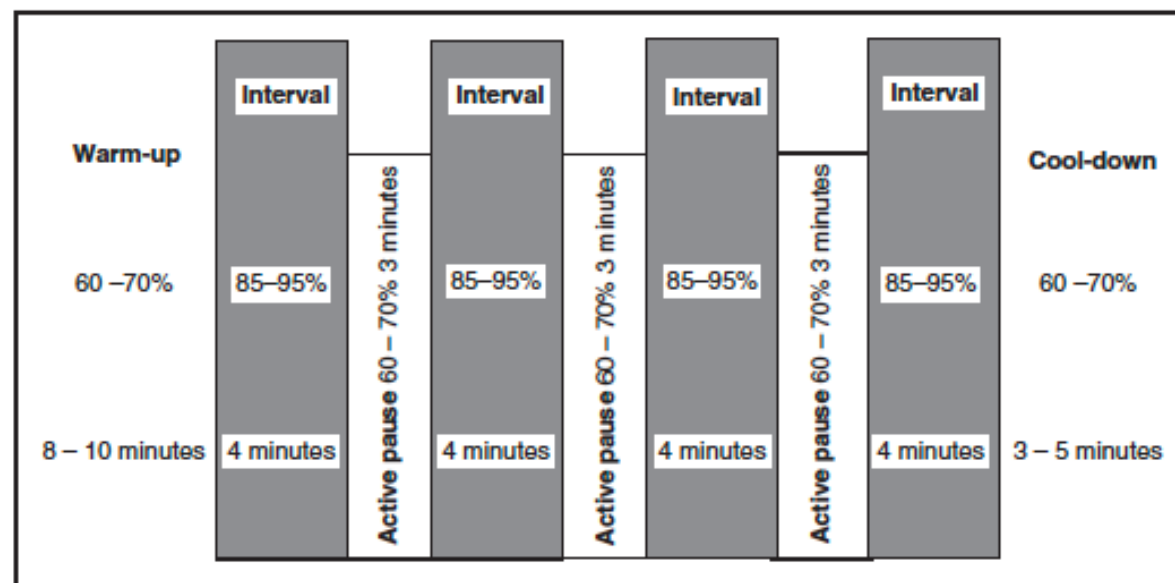 Warm-up
60 –70%
8 – 10 minutes
Interval
85–95%
4 minutes
Active pause 60 – 70% 3 minutes
Interval
85–95%
4 minutes
Active pause 60 – 70% 3 minutes
Interval
85–95%
4 minutes
Active pause 60 – 70% 3 minutes
Interval
85–95%
4 minutes
Cool-down
60 –70%
3 – 5 minutes